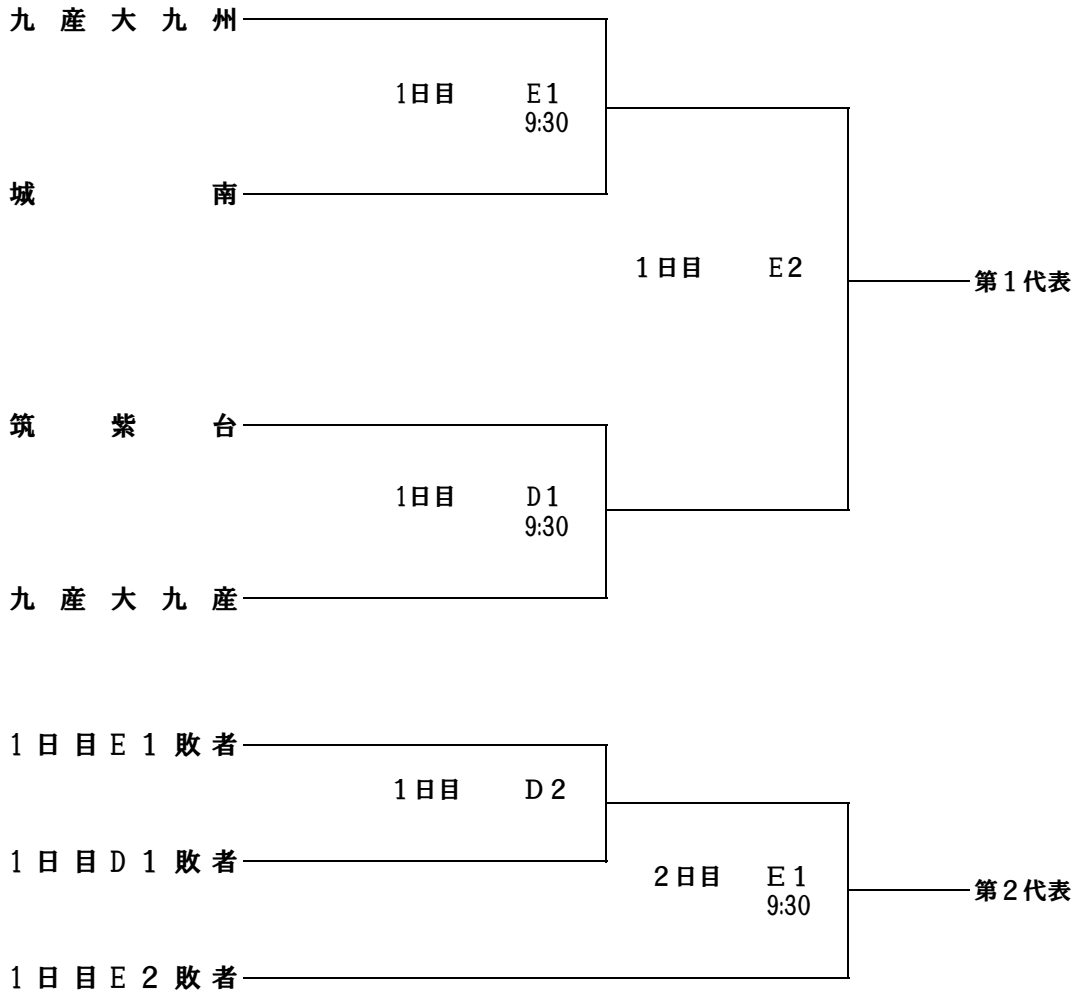 九産大九州
1日目 E1
9:30
城南
1日目 E2
第1代表
筑紫台
1日目 D1
9:30
九産大九産
1日目E1敗者
1日目 D2
1日目D1敗者
2日目 E1
9:30
第2代表
1日目E2敗者